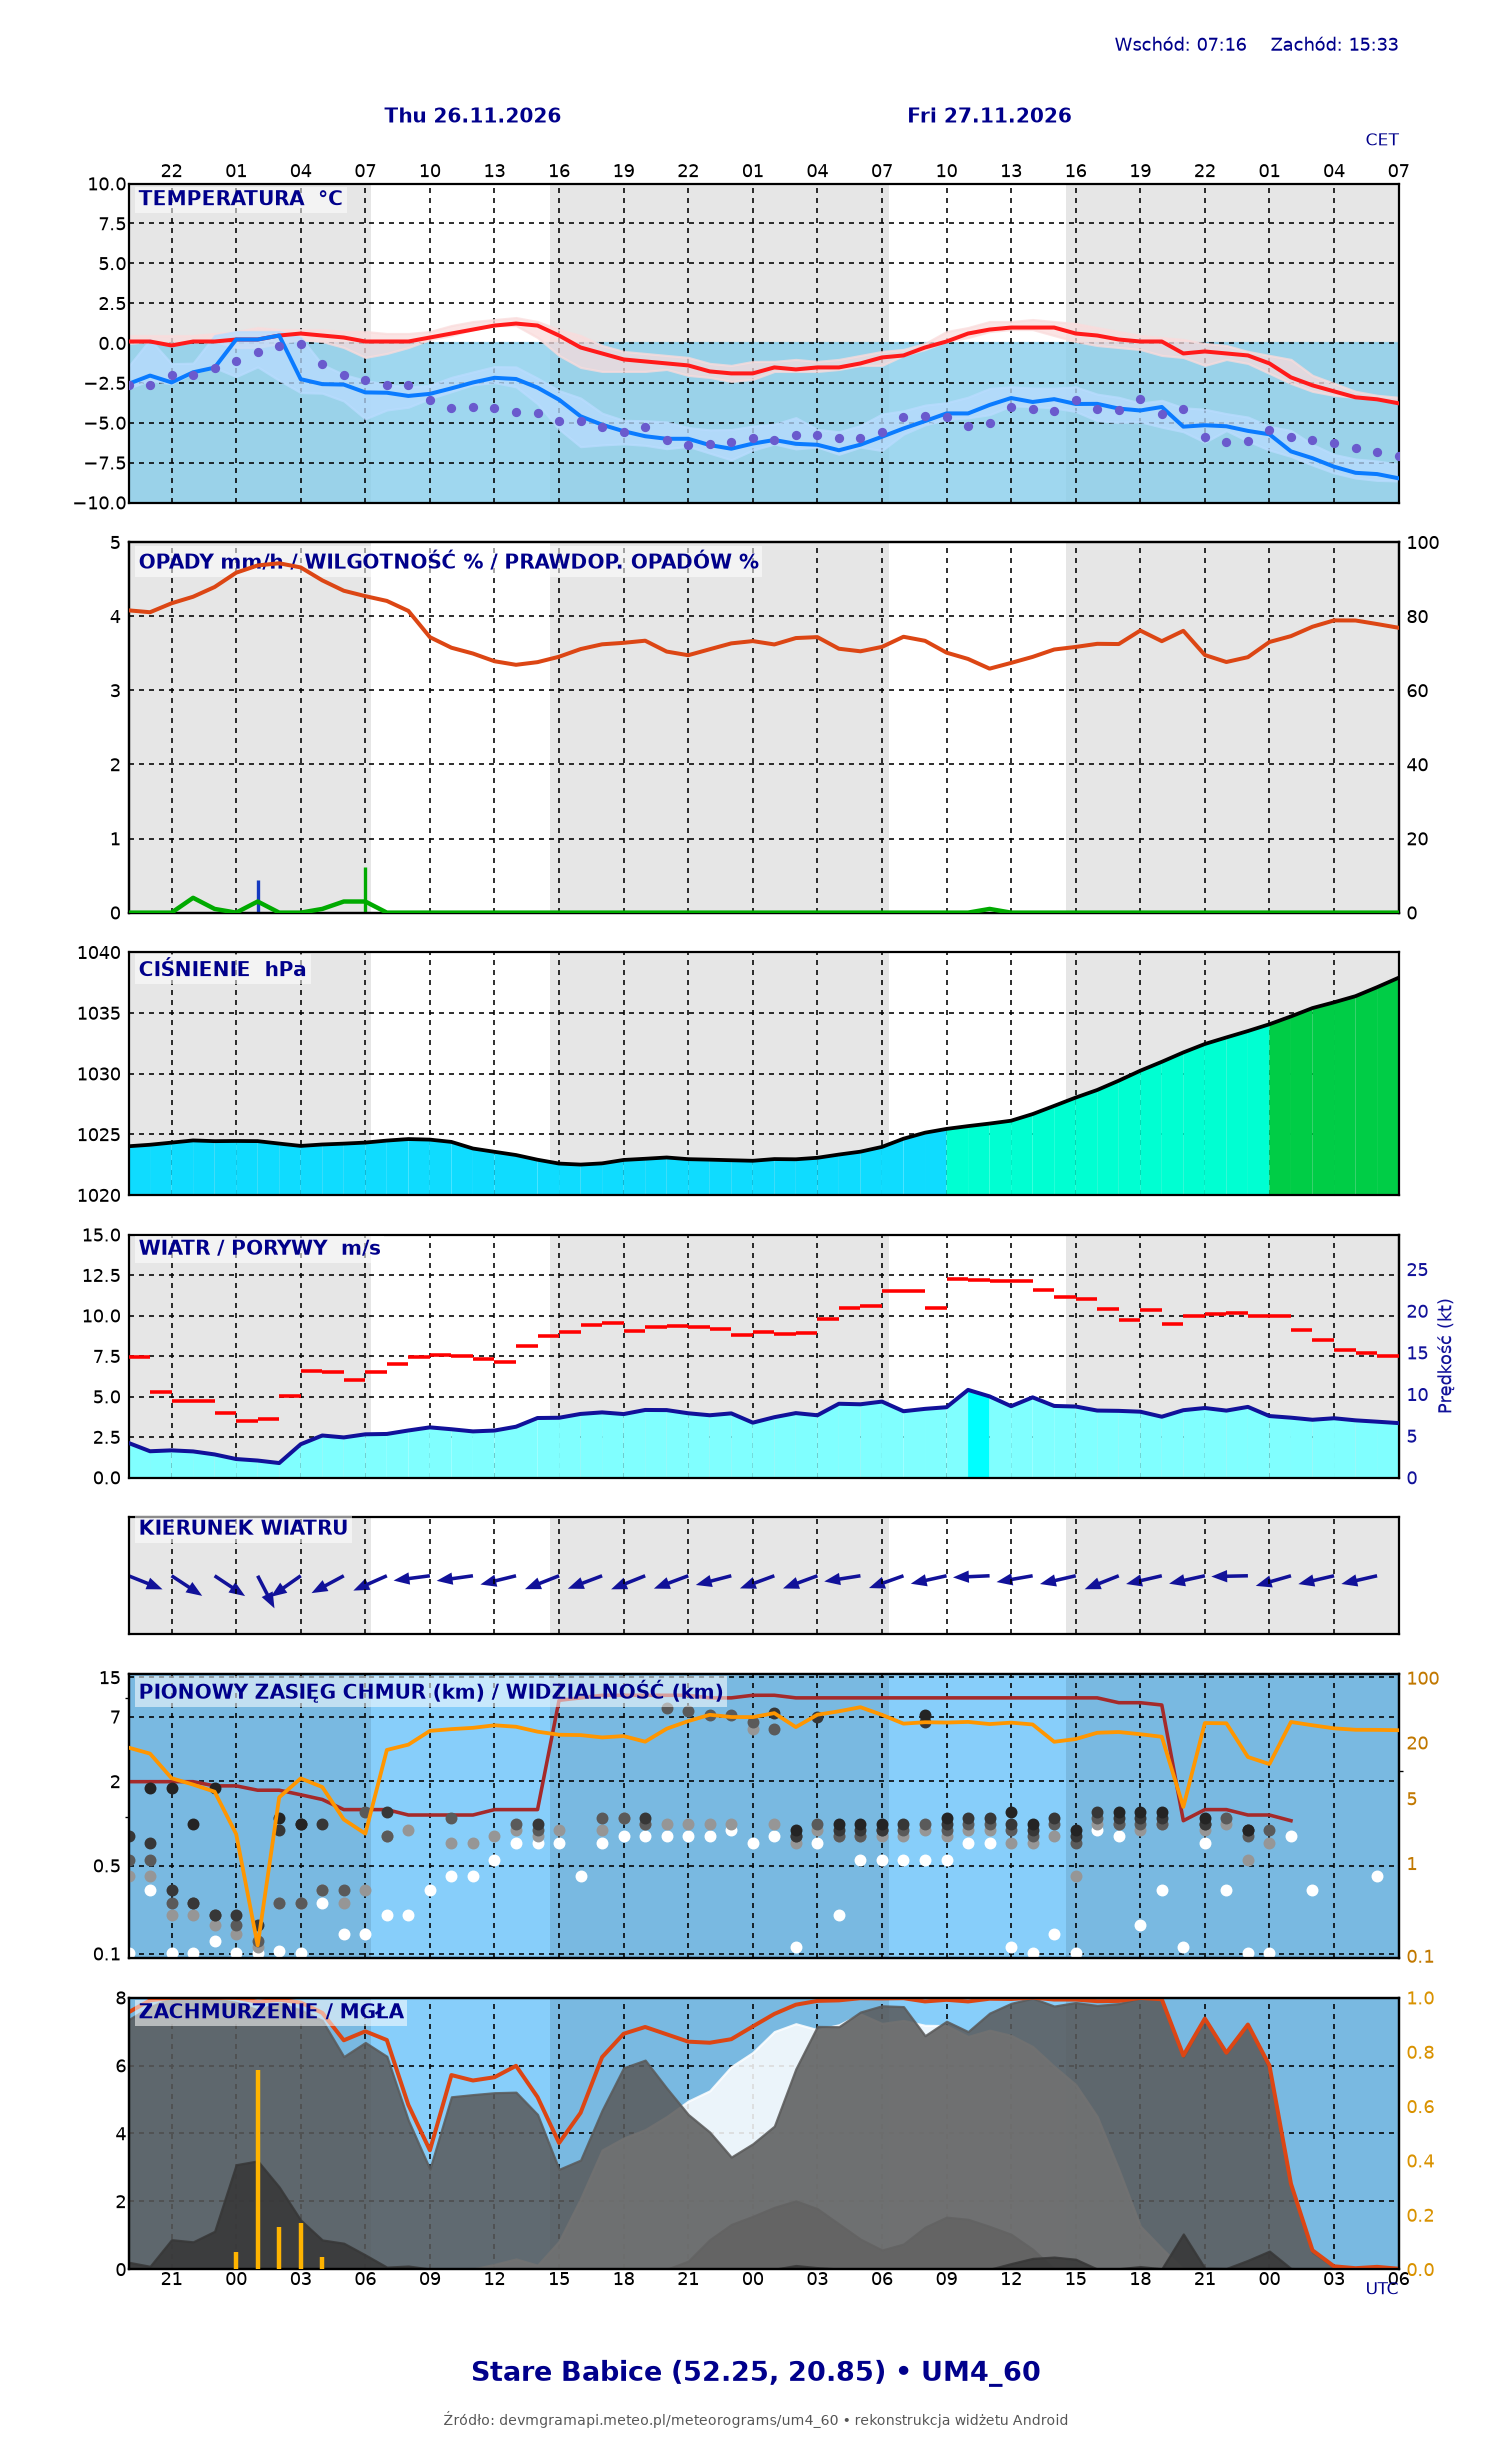 Wschód: 07:16 Zachód: 15:33
Thu 26.11.2026 Fri 27.11.2026
CET
22 01 04 07 10 13 16 19 22 01 04 07 10 13 16 19 22 01 04 07
TEMPERATURA °C
10.0
7.5
5.0
2.5
0.0
−2.5
−5.0
−7.5
−10.0
OPADY mm/h / WILGOTNOŚĆ % / PRAWDOP. OPADÓW %
5 100
4 80
3 60
2 40
1 20
0 0
CIŚNIENIE hPa
1040
1035
1030
1025
1020
WIATR / PORYWY m/s
15.0
12.5 25
10.0 20
7.5 15
5.0 10
2.5 5
0.0 0
Prędkość (kt)
KIERUNEK WIATRU
PIONOWY ZASIĘG CHMUR (km) / WIDZIALNOŚĆ (km)
15 100
7 20
2 5
0.5 1
0.1 0.1
ZACHMURZENIE / MGŁA
8 1.0
6 0.8
0.6
4 0.4
2 0.2
0 0.0
21 00 03 06 09 12 15 18 21 00 03 06 09 12 15 18 21 00 03 06
UTC
Stare Babice (52.25, 20.85) • UM4_60
Źródło: devmgramapi.meteo.pl/meteorograms/um4_60 • rekonstrukcja widżetu Android